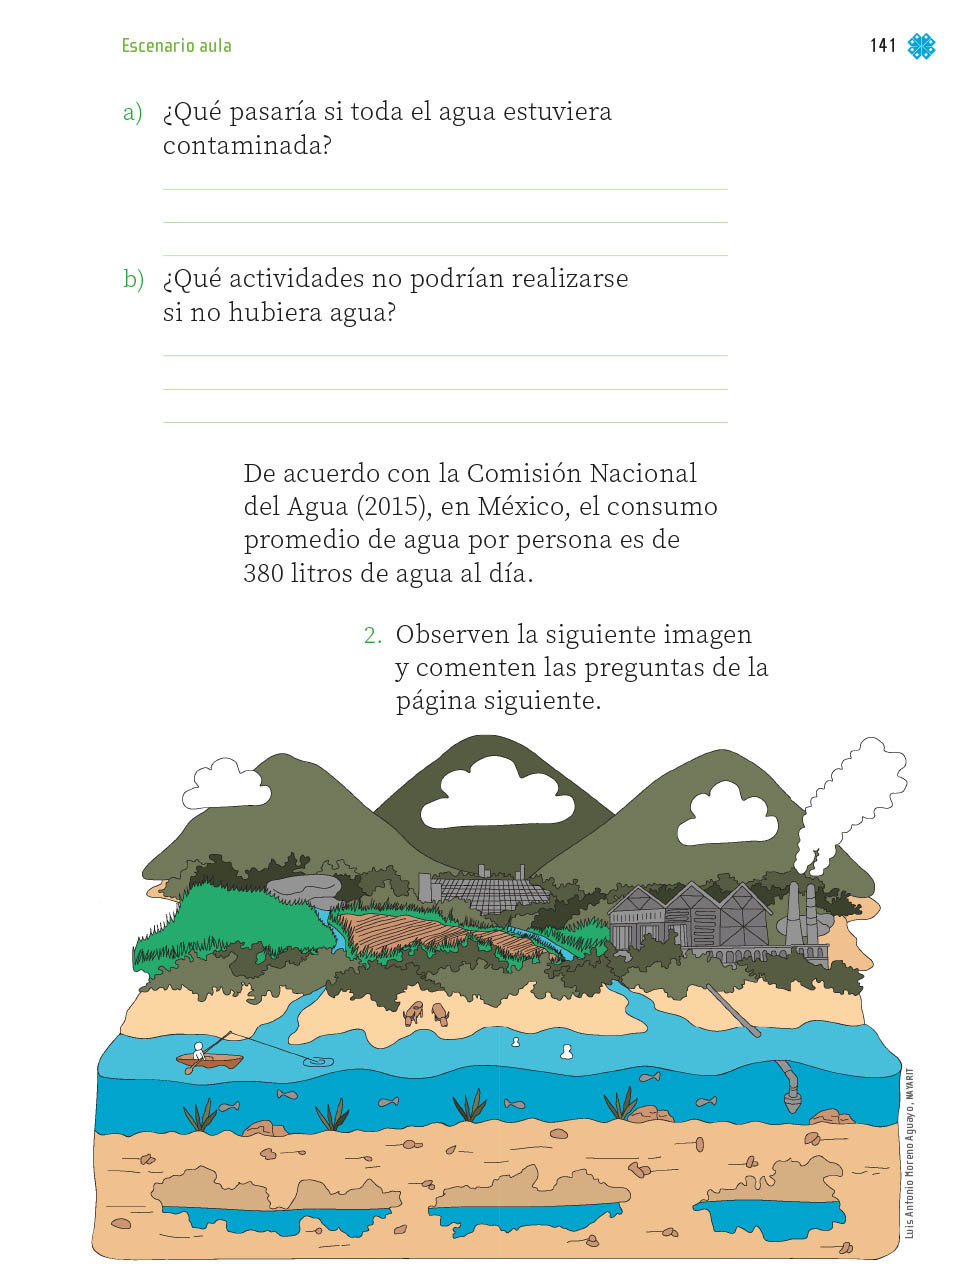 Escenario aula
141
a) ¿Qué pasaría si toda el agua estuviera
contaminada?
b) ¿Qué actividades no podrían realizarse
si no hubiera agua?
De acuerdo con la Comisión Nacional
del Agua (2015), en México, el consumo
promedio de agua por persona es de
380 litros de agua al día.
2. Observen la siguiente imagen
y comenten las preguntas de la
página siguiente.
Luis Antonio Moreno Aguayo, NAYARIT